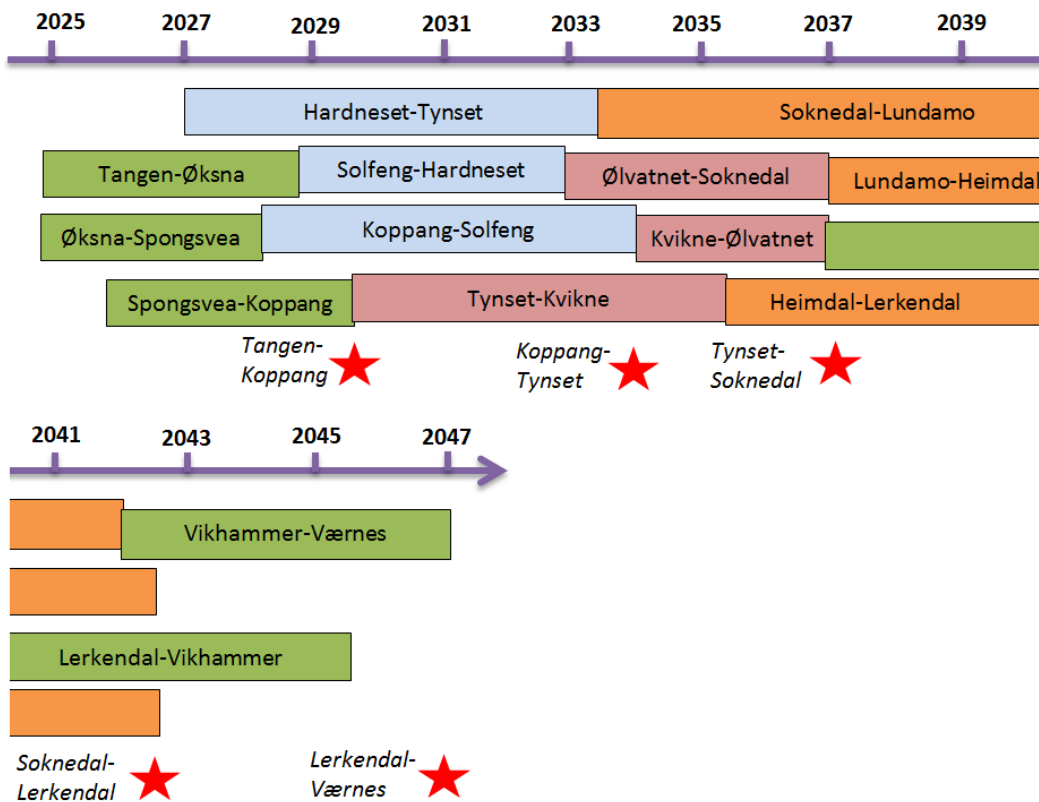 2025 2027 2029 2031 2033 2035 2037 2039
Hardneset-Tynset Soknedal-Lundamo
Tangen-Øksna Solfeng-Hardneset Ølvatnet-Soknedal Lundamo-Heimdal
Øksna-Spongsvea Koppang-Solfeng Kvikne-Ølvatnet
Spongsvea-Koppang Tynset-Kvikne Heimdal-Lerkendal
Tangen-
Koppang
Koppang-
Tynset
Tynset-
Soknedal
2041 2043 2045 2047
Vikhammer-Værnes
Lerkendal-Vikhammer
Soknedal-
Lerkendal
Lerkendal-
Værnes